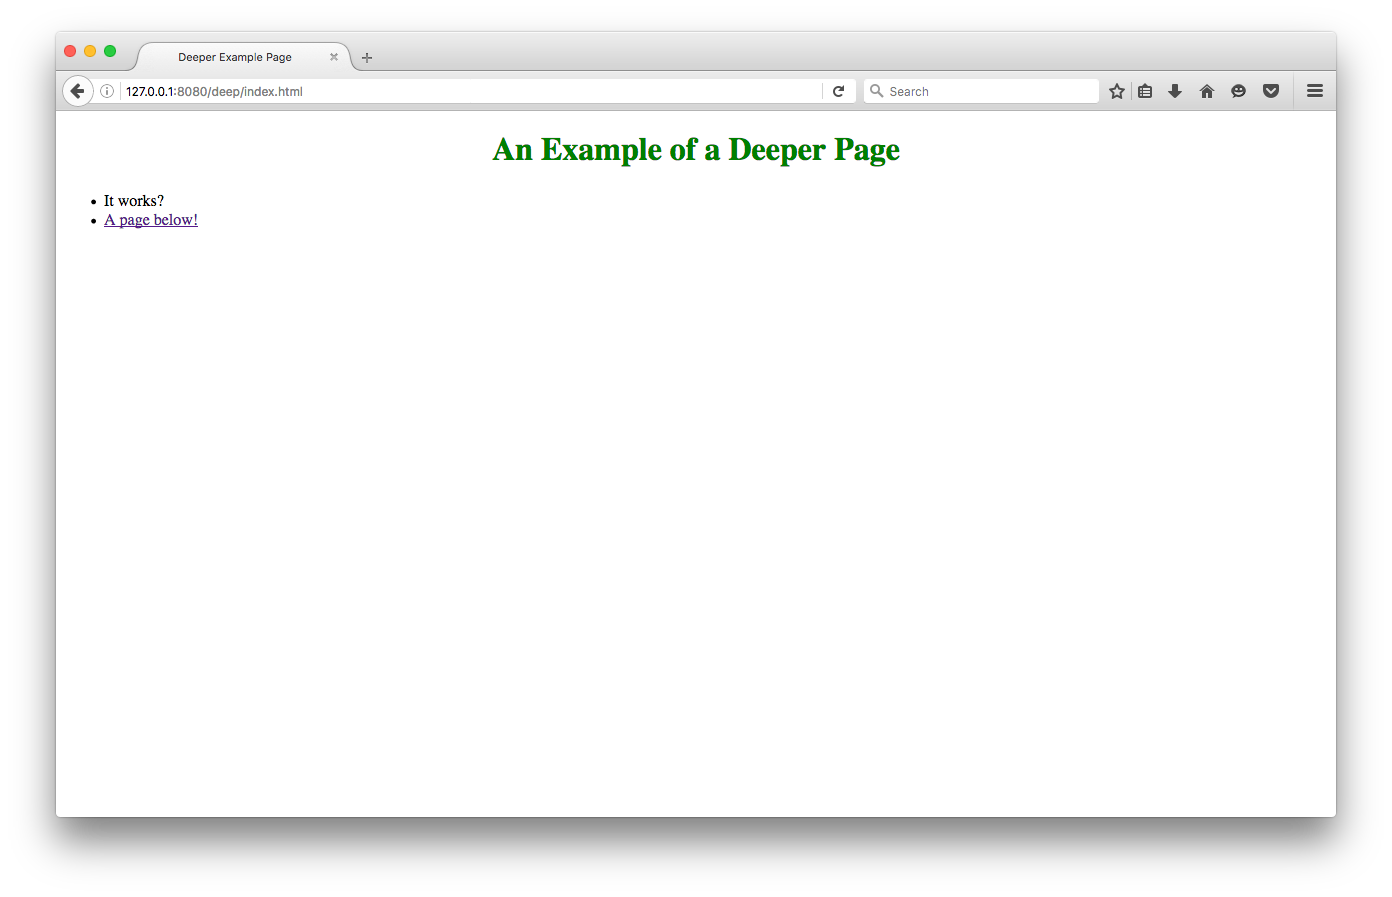 Deeper Example Page
127.0.0.1:8080/deep/index.html
Search
An Example of a Deeper Page
It works?
A page below!